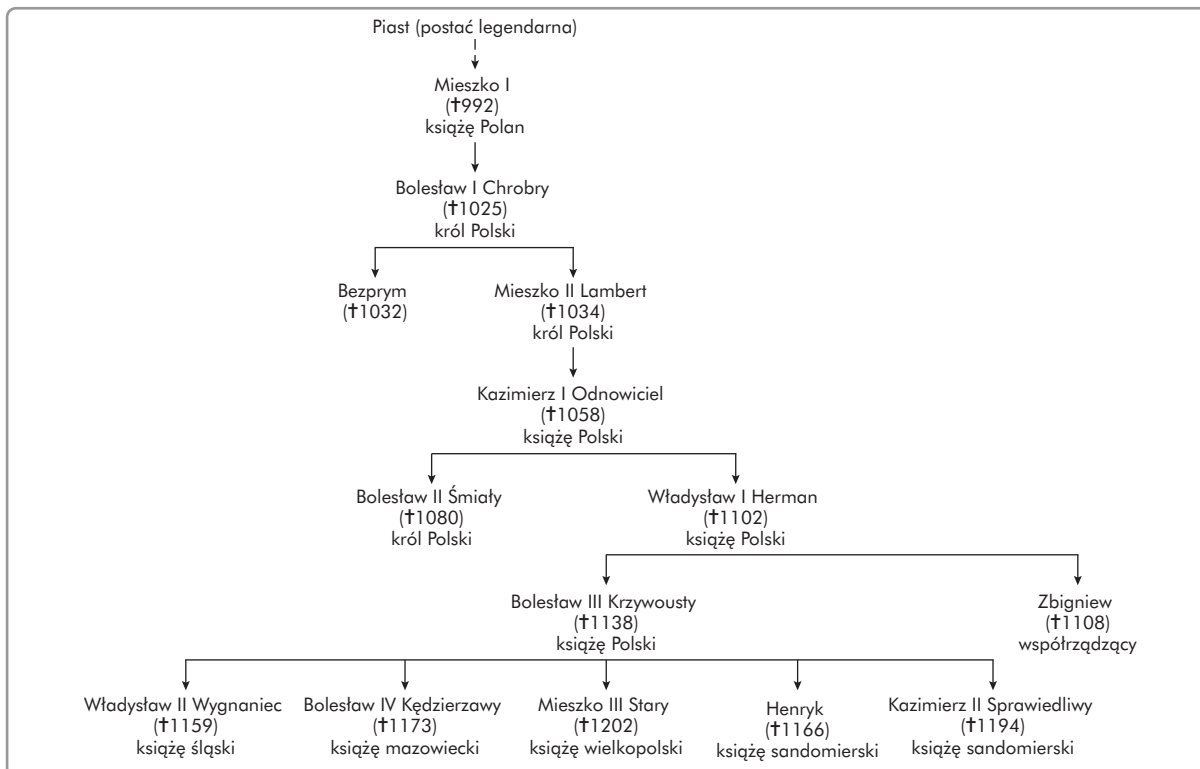 Piast (postać legendarna)
Mieszko I
(✝992)
książę Polan
Bolesław I Chrobry
(✝1025)
król Polski
Bezprym
(✝1032)
Mieszko II Lambert
(✝1034)
król Polski
Kazimierz I Odnowiciel
(✝1058)
książę Polski
Bolesław II Śmiały
(✝1080)
król Polski
Władysław I Herman
(✝1102)
książę Polski
Bolesław III Krzywousty
(✝1138)
książę Polski
Zbigniew
(✝1108)
współrządzący
Władysław II Wygnaniec
(✝1159)
książę śląski
Bolesław IV Kędzierzawy
(✝1173)
książę mazowiecki
Mieszko III Stary
(✝1202)
książę wielkopolski
Henryk
(✝1166)
książę sandomierski
Kazimierz II Sprawiedliwy
(✝1194)
książę sandomierski